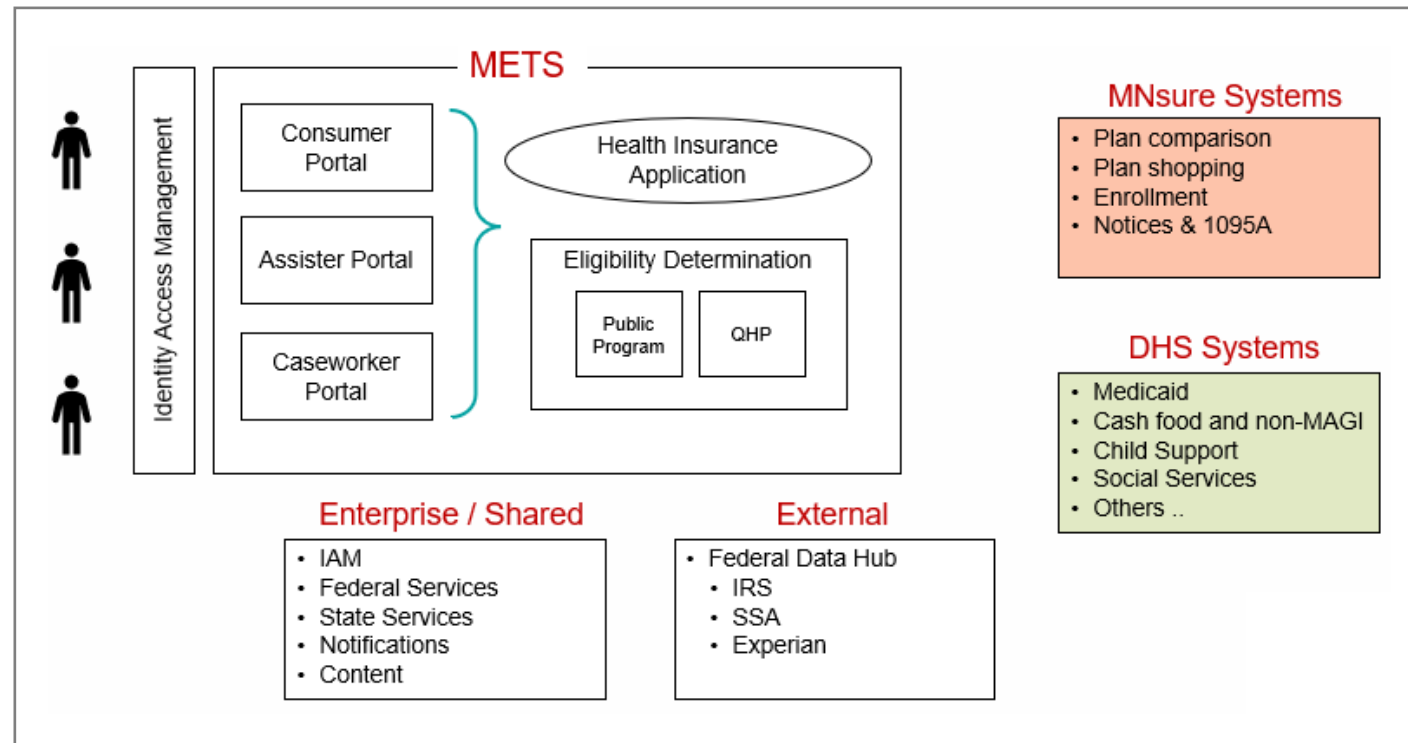 METS
Identity Access Management
Consumer
Portal
Assister Portal
Caseworker
Portal
Health Insurance
Application
Eligibility Determination
Public
Program
QHP
MNsure Systems
• Plan comparison
• Plan shopping
• Enrollment
• Notices & 1095A
DHS Systems
• Medicaid
• Cash food and non-MAGI
• Child Support
• Social Services
• Others ..
Enterprise / Shared
• IAM
• Federal Services
• State Services
• Notifications
• Content
External
• Federal Data Hub
• IRS
• SSA
• Experian